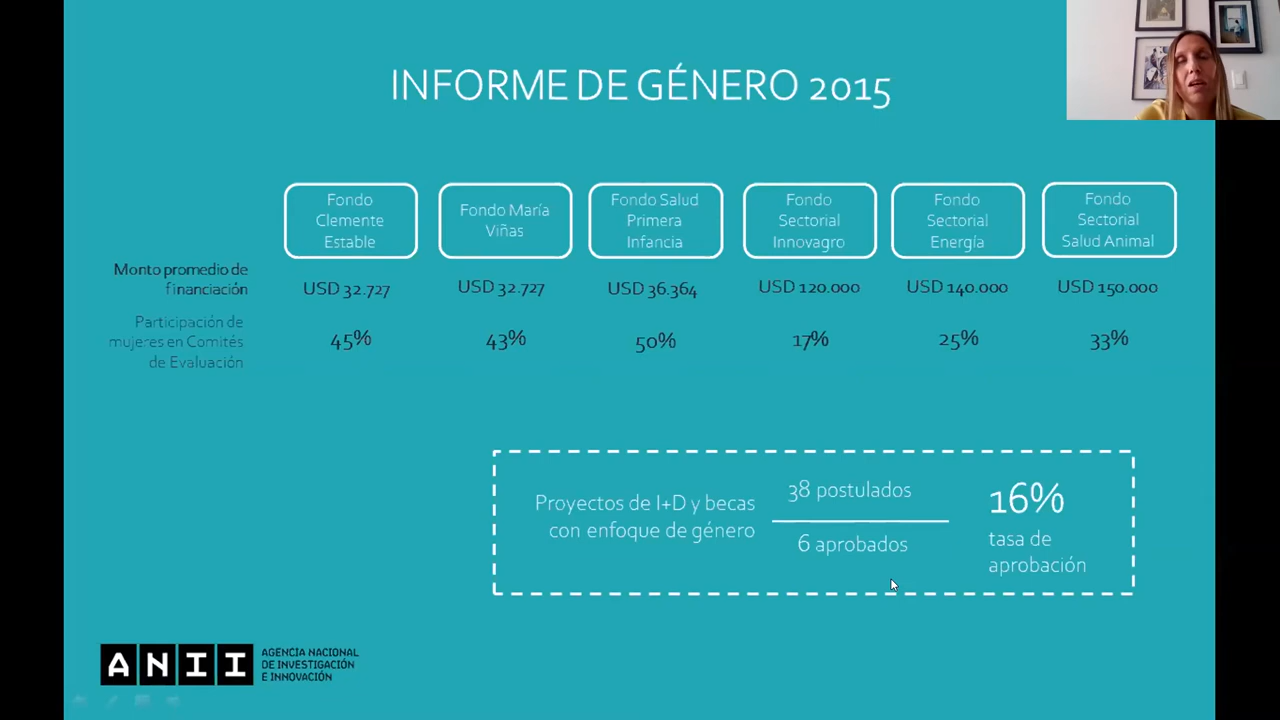 INFORME DE GÉNERO 2015
Fondo
Clemente
Estable
Fondo María
Viñas
Fondo Salud
Primera
Infancia
Fondo
Sectorial
Innovagro
Fondo
Sectorial
Energía
Fondo
Sectorial
Salud Animal
Monto promedio de
financiación
USD 32.727
USD 32.727
USD 36.364
USD 120.000
USD 140.000
USD 150.000
Participación de
mujeres en Comités
de Evaluación
45%
43%
50%
17%
25%
33%
Proyectos de I+D y becas
con enfoque de género
38 postulados
6 aprobados
16%
tasa de
aprobación
ANII
AGENCIA NACIONAL
DE INVESTIGACIÓN
E INNOVACIÓN